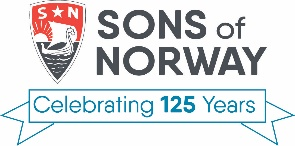 S N
SONS of
NORWAY
Celebrating 125 Years